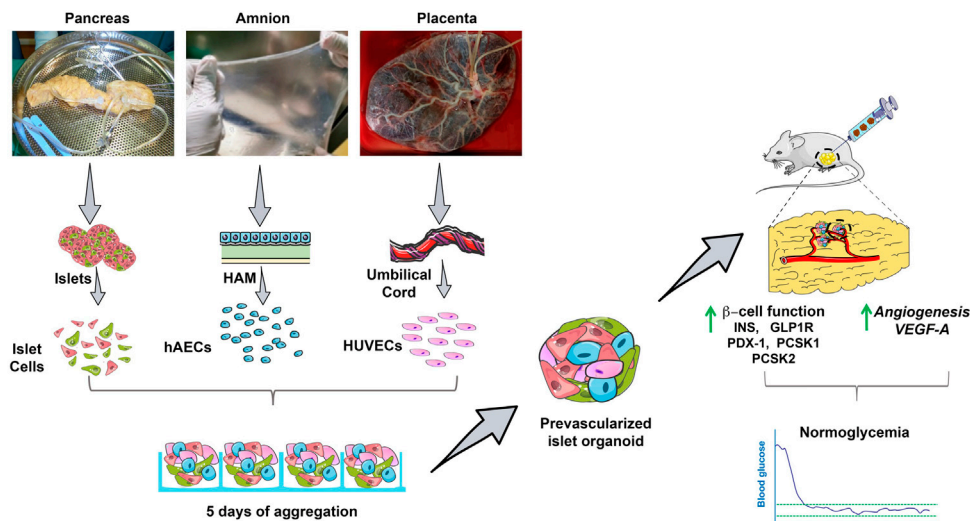 Pancreas
Amnion
Placenta
Islets
HAM
Umbilical
Cord
Islet
Cells
hAECs
HUVECs
5 days of aggregation
Prevascularized
islet organoid
β-cell function
INS, GLP1R
PDX-1, PCSK1
PCSK2
Angiogenesis
VEGF-A
Normoglycemia
Blood glucose